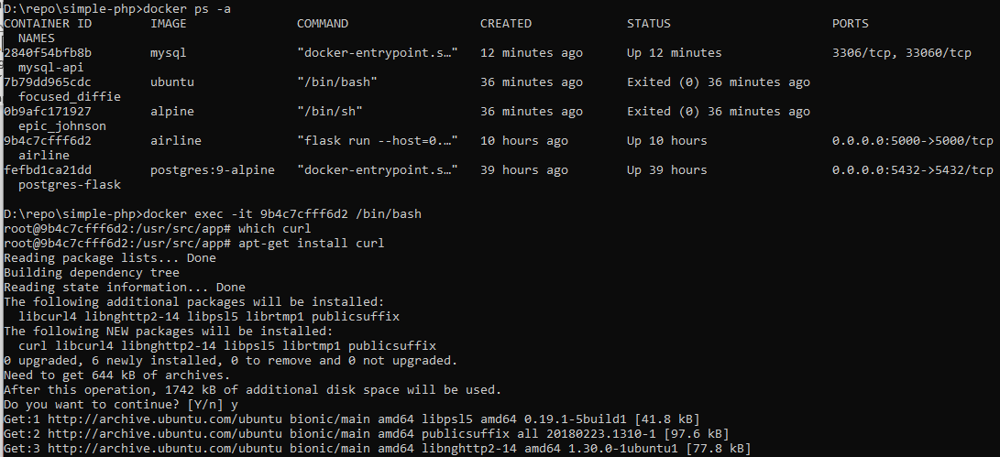 D:\repo\simple-php>docker ps -a
CONTAINER ID        IMAGE               COMMAND                  CREATED             STATUS                      PORTS
  NAMES
2840f54bfb8b        mysql               "docker-entrypoint.s…"   12 minutes ago      Up 12 minutes               3306/tcp, 33060/tcp
  mysql-api
7b79dd965cdc        ubuntu              "/bin/bash"              36 minutes ago      Exited (0) 36 minutes ago
  focused_diffie
0b9afc171927        alpine              "/bin/sh"                36 minutes ago      Exited (0) 36 minutes ago
  epic_johnson
9b4c7cfff6d2        airline             "flask run --host=0.…"   10 hours ago        Up 10 hours                 0.0.0.0:5000->5000/tcp
  airline
fefbd1ca21dd        postgres:9-alpine   "docker-entrypoint.s…"   39 hours ago        Up 39 hours                 0.0.0.0:5432->5432/tcp
  postgres-flask
D:\repo\simple-php>docker exec -it 9b4c7cfff6d2 /bin/bash
root@9b4c7cfff6d2:/usr/src/app# which curl
root@9b4c7cfff6d2:/usr/src/app# apt-get install curl
Reading package lists... Done
Building dependency tree
Reading state information... Done
The following additional packages will be installed:
  libcurl4 libnghttp2-14 libpsl5 librtmp1 publicsuffix
The following NEW packages will be installed:
  curl libcurl4 libnghttp2-14 libpsl5 librtmp1 publicsuffix
0 upgraded, 6 newly installed, 0 to remove and 0 not upgraded.
Need to get 644 kB of archives.
After this operation, 1742 kB of additional disk space will be used.
Do you want to continue? [Y/n] y
Get:1 http://archive.ubuntu.com/ubuntu bionic/main amd64 libpsl5 amd64 0.19.1-5build1 [41.8 kB]
Get:2 http://archive.ubuntu.com/ubuntu bionic/main amd64 publicsuffix all 20180223.1310-1 [97.6 kB]
Get:3 http://archive.ubuntu.com/ubuntu bionic/main amd64 libnghttp2-14 amd64 1.30.0-1ubuntu1 [77.8 kB]